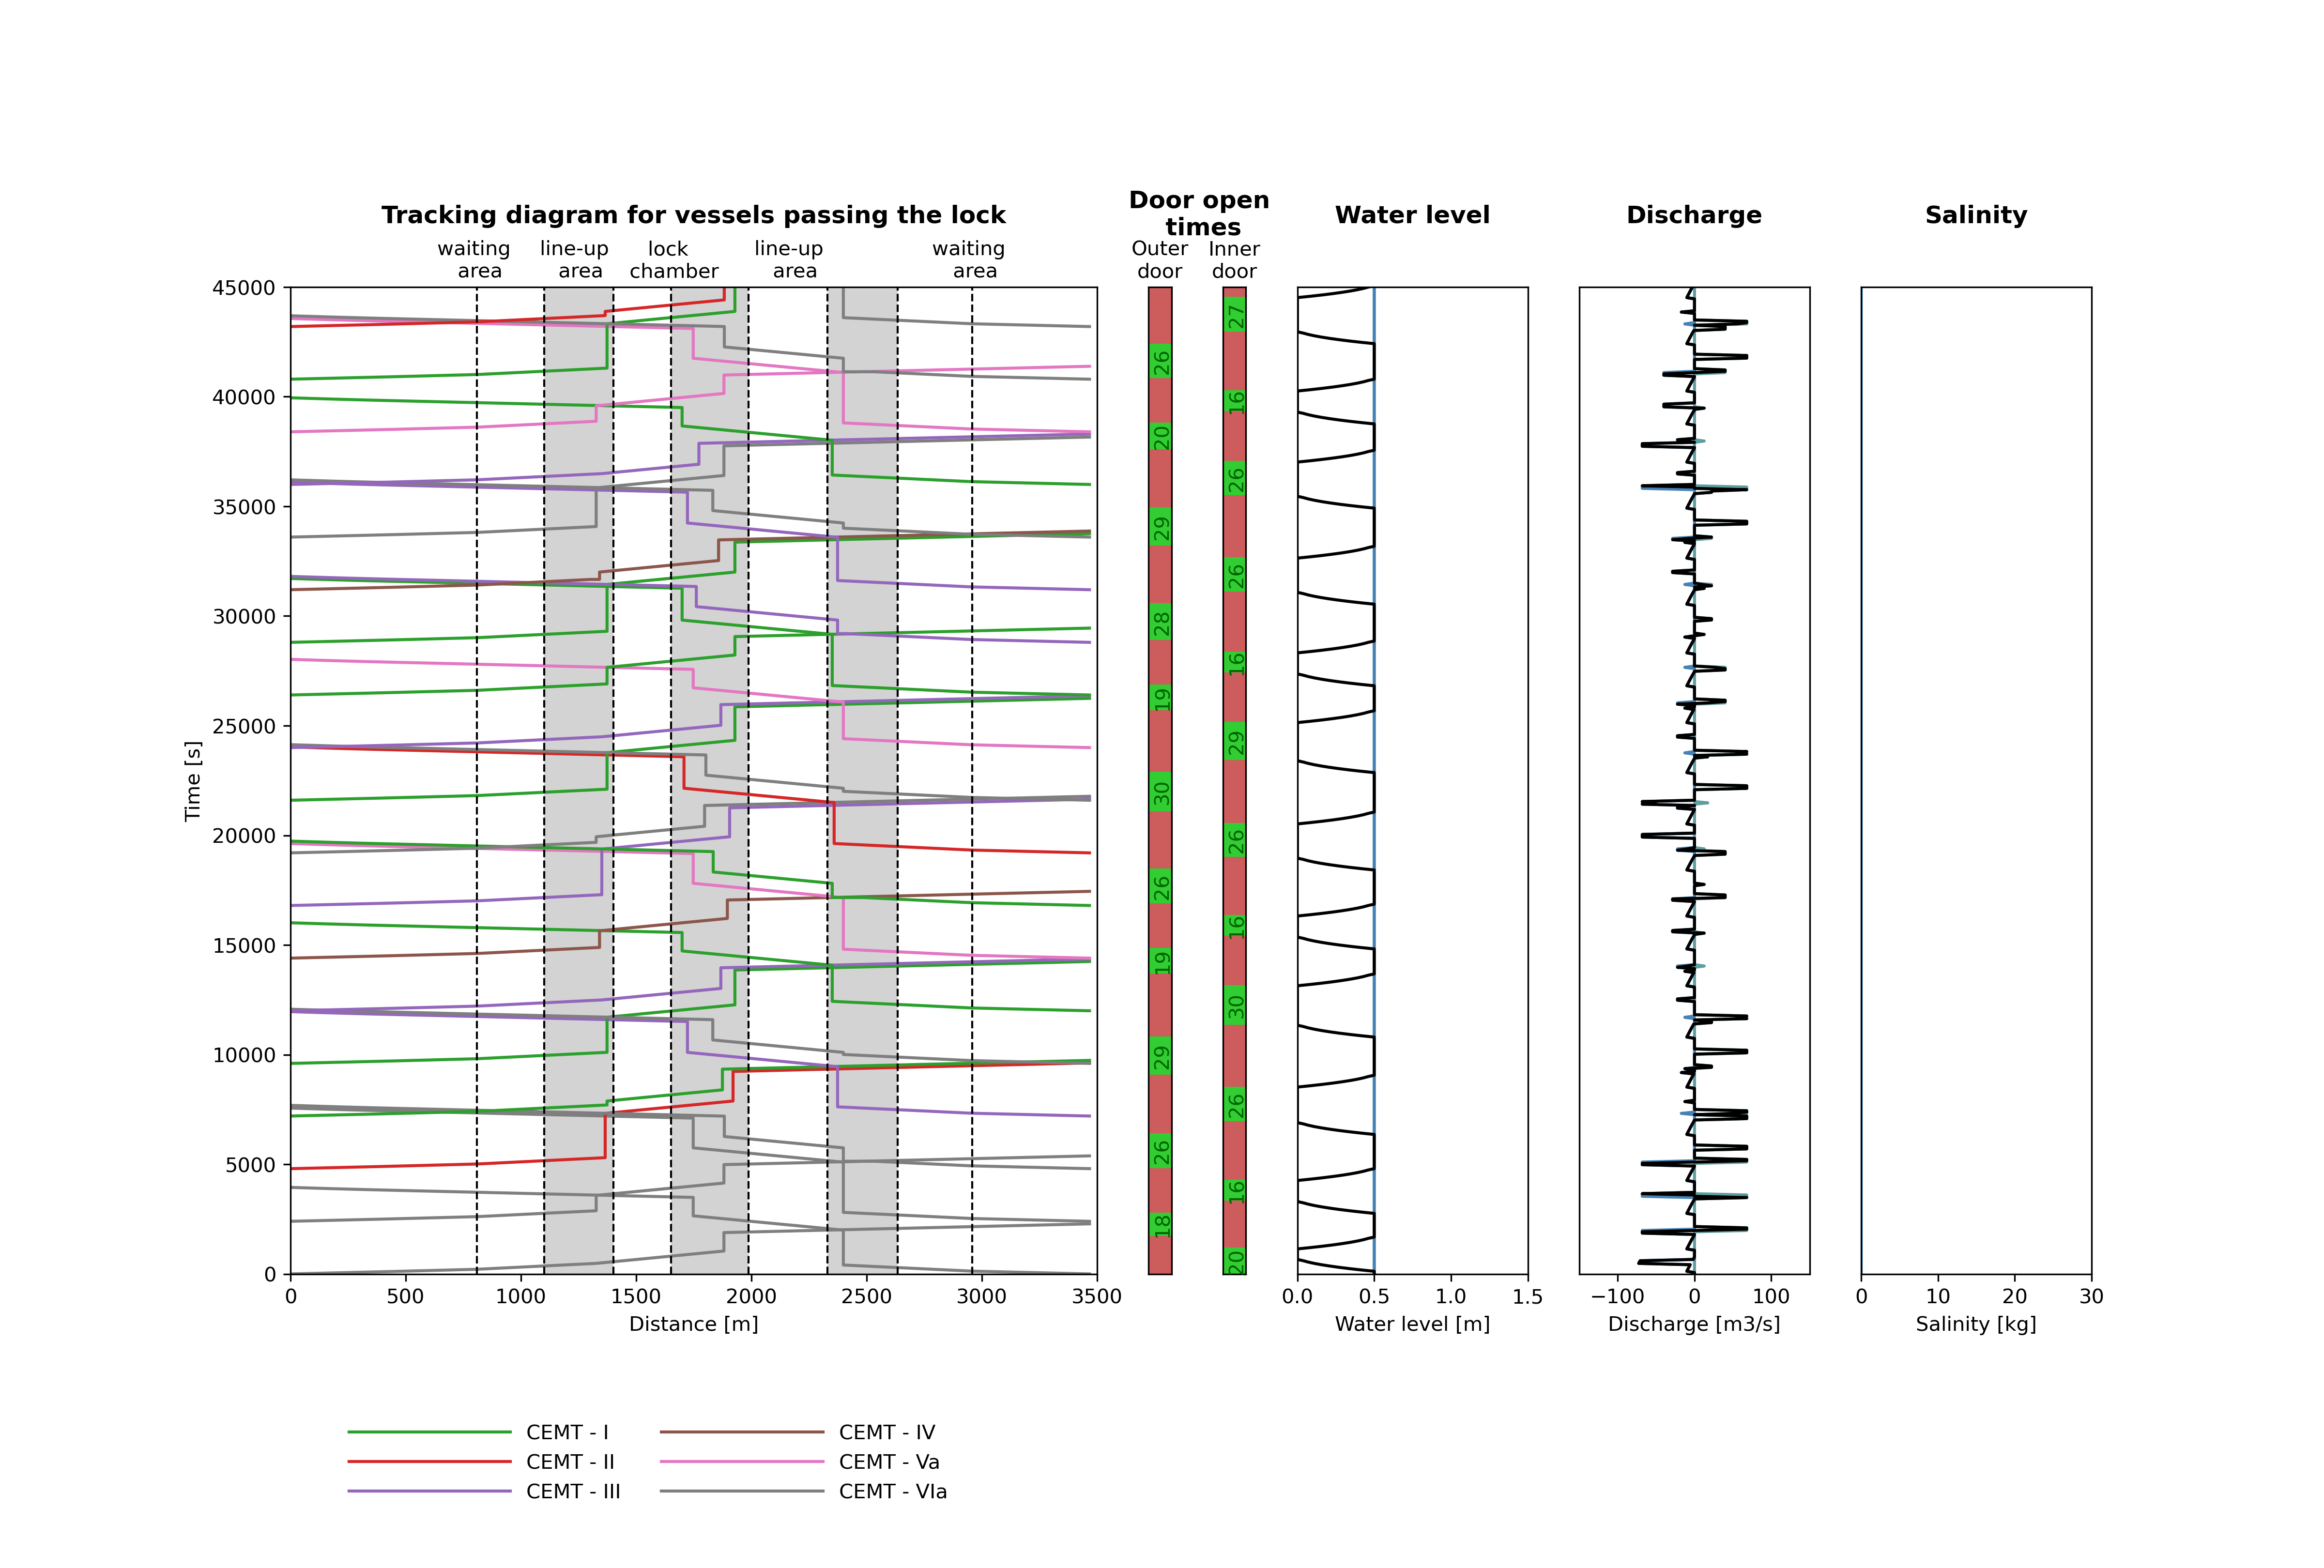 Tracking diagram for vessels passing the lock
Door open
times
Water level
Discharge
Salinity
waiting
area
line-up
area
lock
chamber
line-up
area
waiting
area
Outer
door
Inner
door
45000
40000
35000
30000
25000
20000
15000
10000
5000
0
Time [s]
0 500 1000 1500 2000 2500 3000 3500
Distance [m]
26
20
29
28
19
30
26
19
29
26
18
27
16
26
26
16
29
26
16
30
26
16
20
0.0 0.5 1.0 1.5
Water level [m]
−100 0 100
Discharge [m3/s]
0 10 20 30
Salinity [kg]
CEMT - I
CEMT - II
CEMT - III
CEMT - IV
CEMT - Va
CEMT - VIa